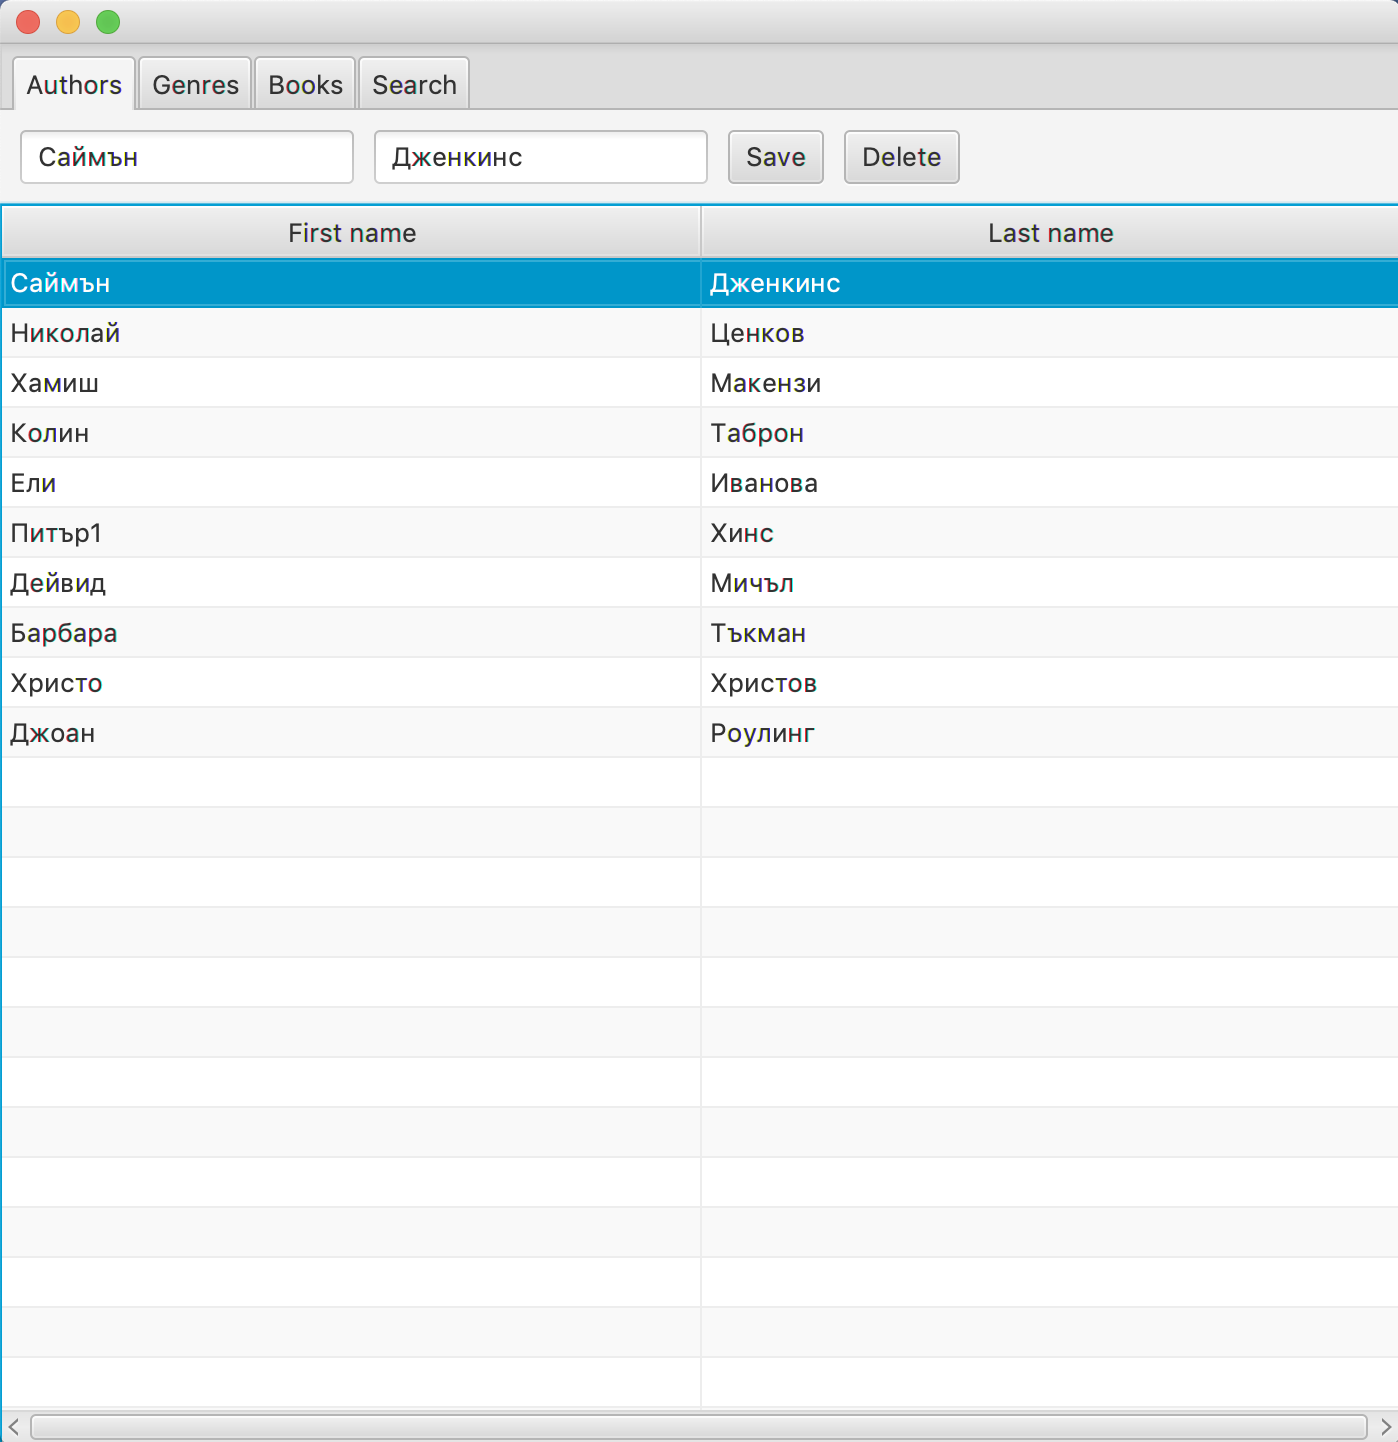 Authors Genres Books Search
Саймън Дженкинс Save Delete
First name Last name
Саймън Дженкинс
Николай Ценков
Хамиш Макензи
Колин Таброн
Ели Иванова
Питър1 Хинс
Дейвид Мичъл
Барбара Тъкман
Христо Христов
Джоан Роулинг